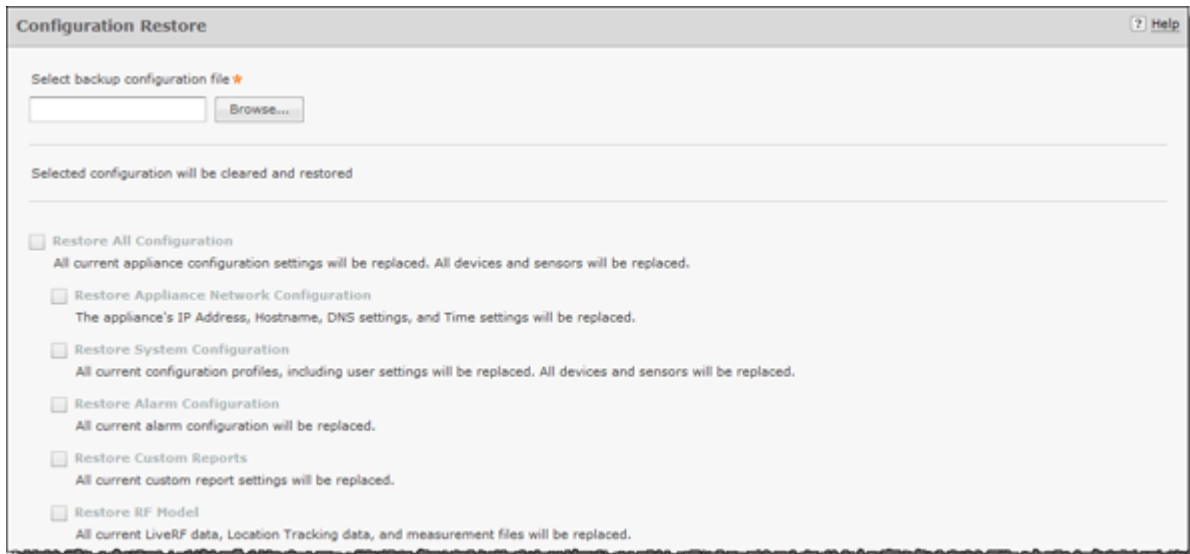 Configuration Restore
? Help
Select backup configuration file *
Browse...
Selected configuration will be cleared and restored
Restore All Configuration
All current appliance configuration settings will be replaced. All devices and sensors will be replaced.
Restore Appliance Network Configuration
The appliance's IP Address, Hostname, DNS settings, and Time settings will be replaced.
Restore System Configuration
All current configuration profiles, including user settings will be replaced. All devices and sensors will be replaced.
Restore Alarm Configuration
All current alarm configuration will be replaced.
Restore Custom Reports
All current custom report settings will be replaced.
Restore RF Model
All current LiveRF data, Location Tracking data, and measurement files will be replaced.